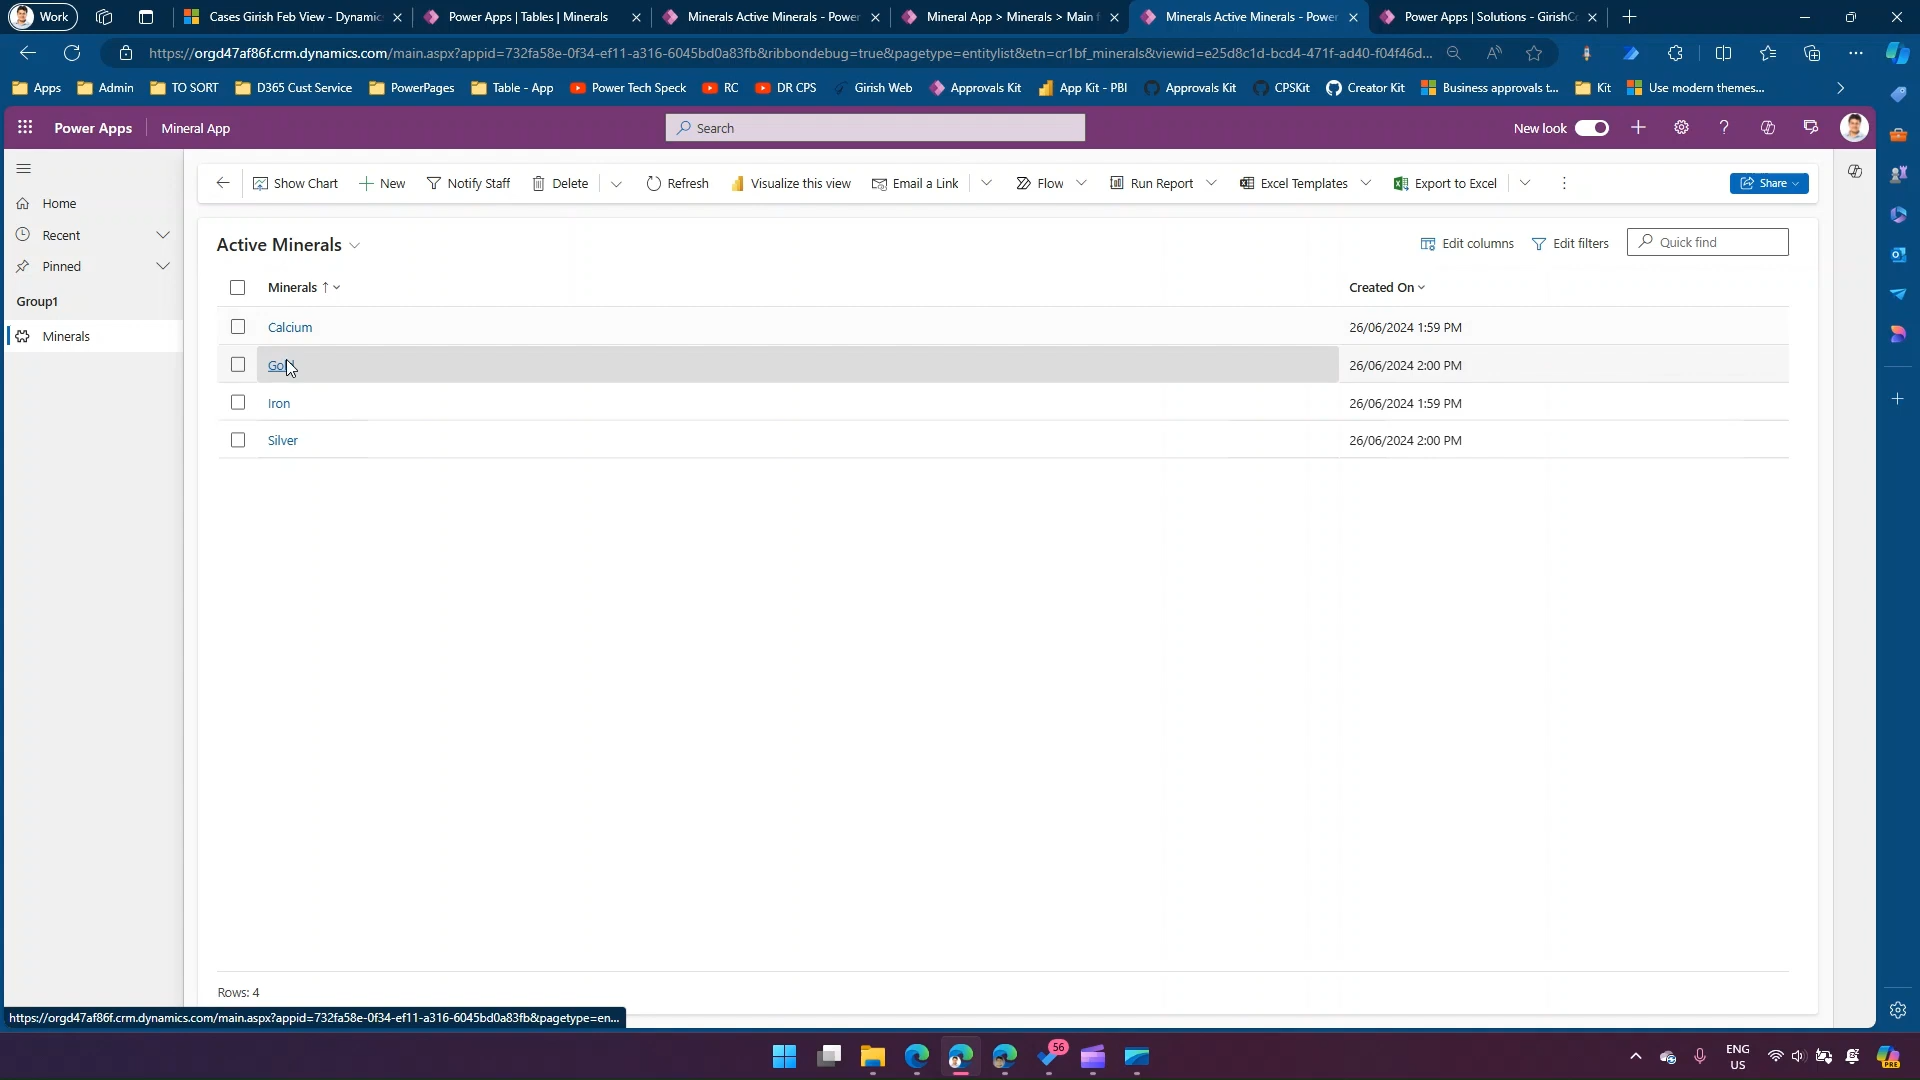 Work
Cases Girish Feb View - Dynamic
Power Apps | Tables | Minerals
Minerals Active Minerals - Power
Mineral App > Minerals > Main f
Minerals Active Minerals - Power
Power Apps | Solutions - GirishCo
https://orgd47af86f.crm.dynamics.com/main.aspx?appid=732fa58e-0f34-ef11-a316-6045bd0a83fb&ribbondebug=true&pagetype=entitylist&etn=cr1bf_minerals&viewid=e25d8c1d-bcd4-471f-ad40-f04f46d...
Apps
Admin
TO SORT
D365 Cust Service
PowerPages
Table - App
Power Tech Speck
RC
DR CPS
Girish Web
Approvals Kit
App Kit - PBI
Approvals Kit
CPSKit
Creator Kit
Business approvals t...
Kit
Use modern themes...
Power Apps
Mineral App
Search
New look
Home
Recent
Pinned
Group1
Minerals
Show Chart
New
Notify Staff
Delete
Refresh
Visualize this view
Email a Link
Flow
Run Report
Excel Templates
Export to Excel
Share
Active Minerals
Edit columns
Edit filters
Quick find
Minerals
Created On
Calcium
26/06/2024 1:59 PM
26/06/2024 2:00 PM
Iron
26/06/2024 1:59 PM
Silver
26/06/2024 2:00 PM
Rows: 4
https://orgd47af86f.crm.dynamics.com/main.aspx?appid=732fa58e-0f34-ef11-a316-6045bd0a83fb&pagetype=en...
56
ENG
US
PRE